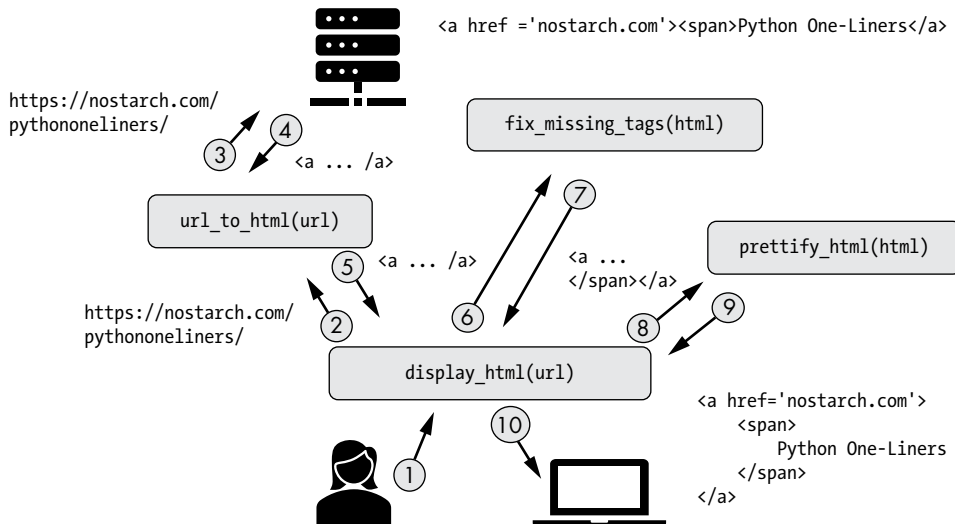 <a href ='nostarch.com'><span>Python One-Liners</a>
https://nostarch.com/
pythononeliners/
3
4
<a ... /a>
fix_missing_tags(html)
url_to_html(url)
5
<a ... /a>
7
<a ...
</span></a>
prettify_html(html)
https://nostarch.com/
pythononeliners/
2
6
8
9
display_html(url)
1
10
<a href='nostarch.com'>
    <span>
        Python One-Liners
    </span>
</a>